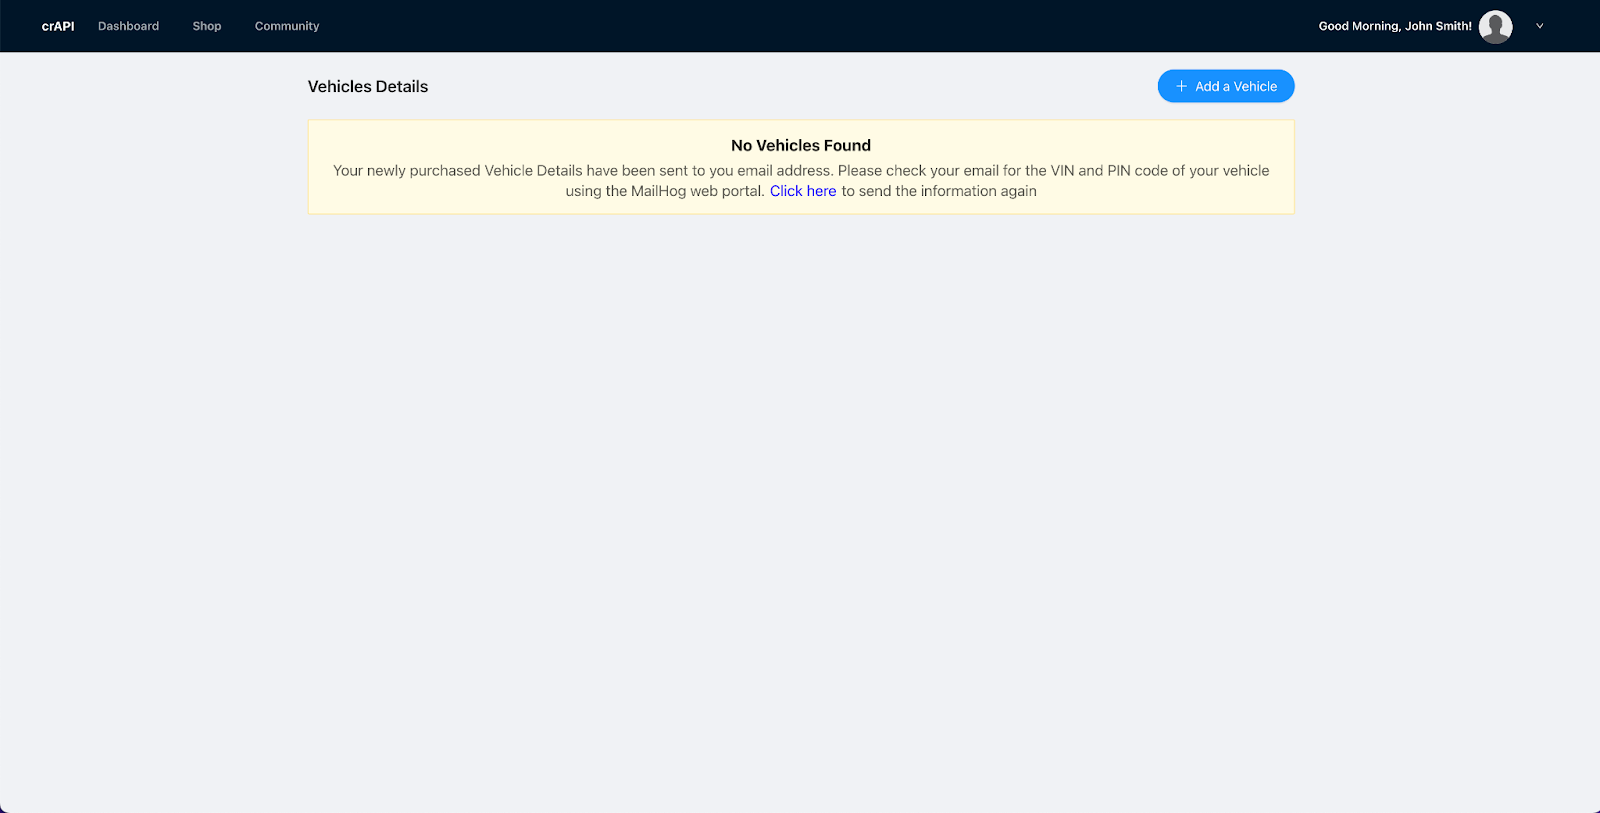 crAPI Dashboard Shop Community Good Morning, John Smith!
Vehicles Details + Add a Vehicle
No Vehicles Found
Your newly purchased Vehicle Details have been sent to you email address. Please check your email for the VIN and PIN code of your vehicle
using the MailHog web portal. Click here to send the information again